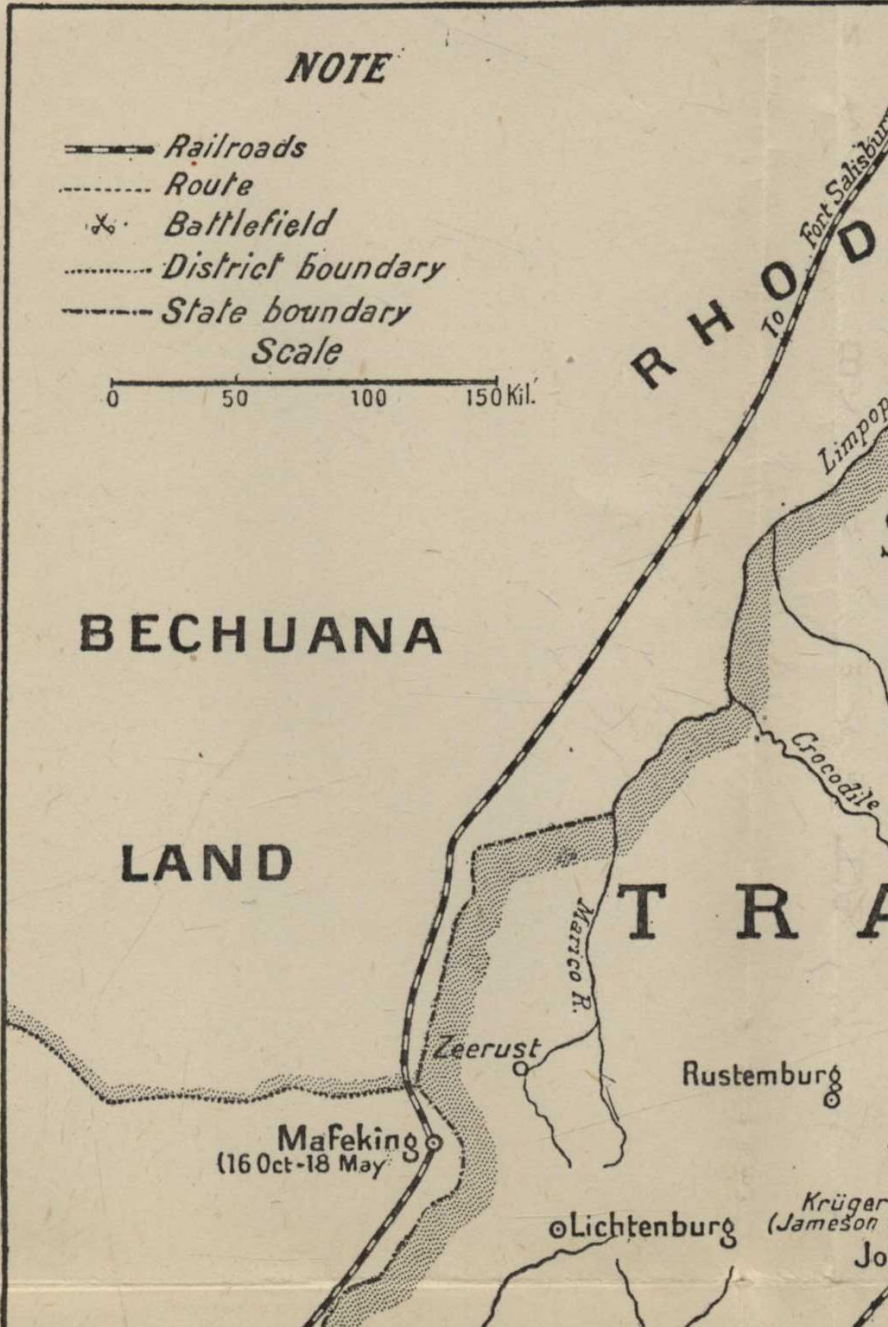 NOTE
Railroads
Route
Battlefield
District boundary
State boundary
Scale
0 50 100 150 Kil.
To Fort Salisbury
RHOD
Limpop
BECHUANA
LAND
Crocodile
TRA
Marico R.
Zeerust
Rustemburg
Mafeking
(16 Oct-18 May
Lichtenburg
Krüger
(Jameson
Jo